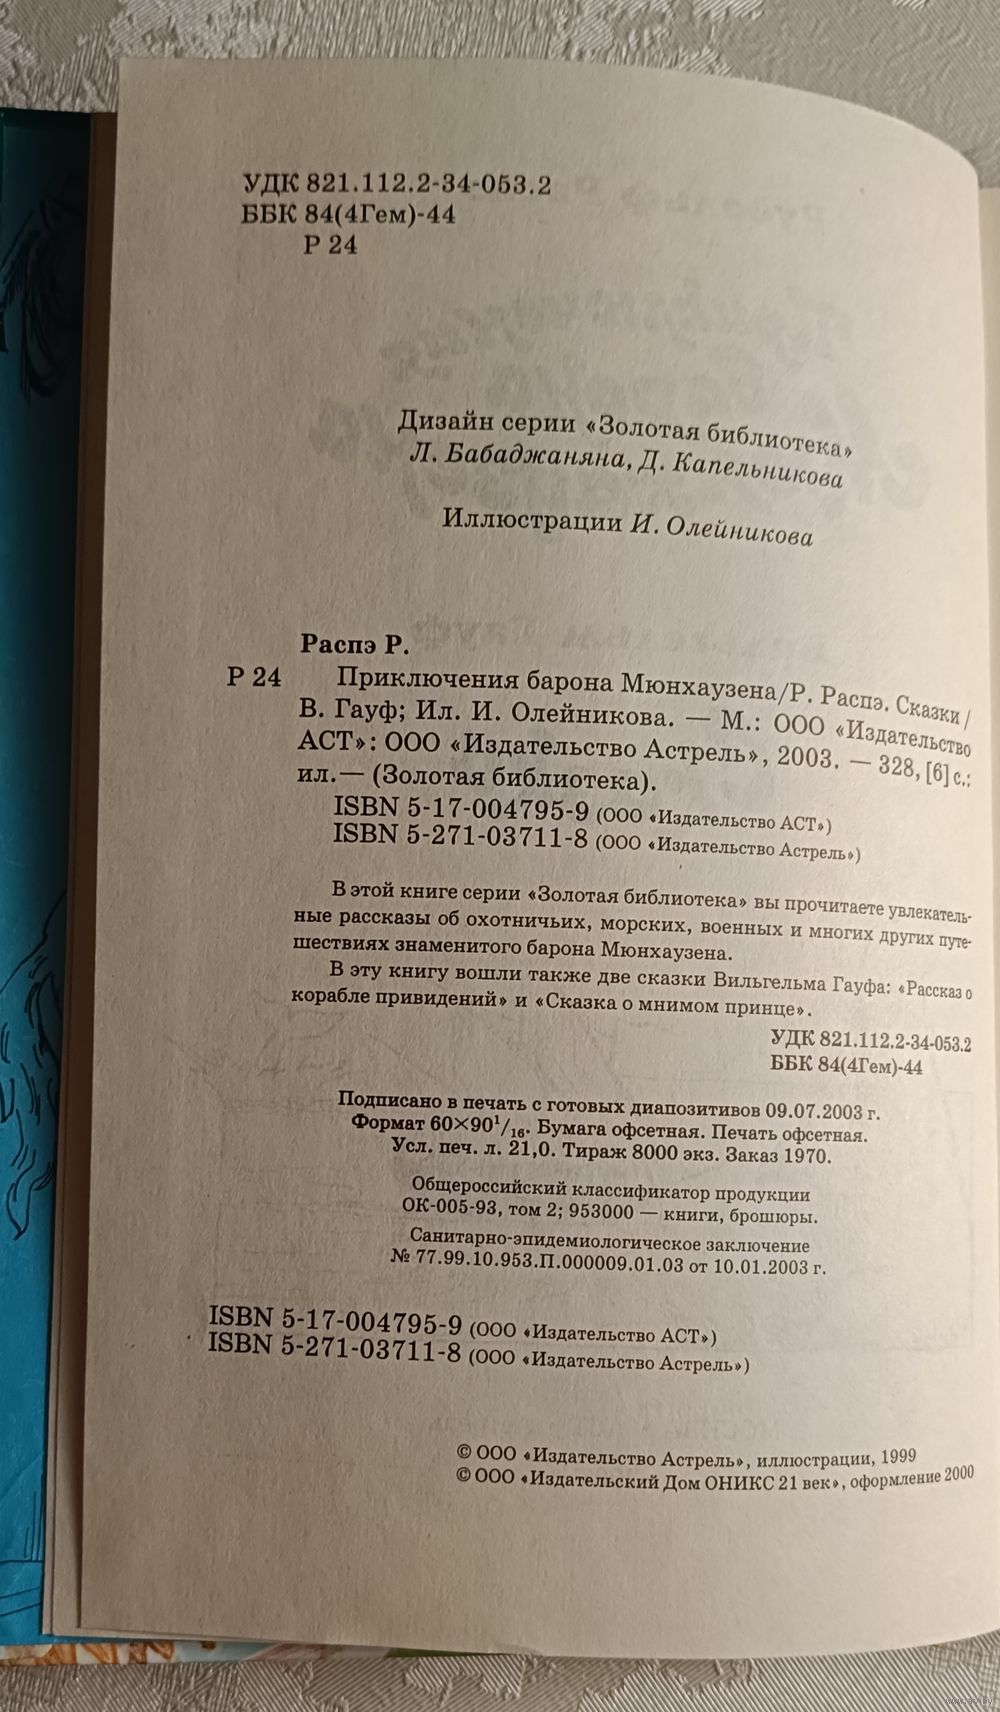 УДК 821.112.2-34-053.2
ББК 84(4Гем)-44
Р 24
Дизайн серии «Золотая библиотека»
Л. Бабаджаняна, Д. Капельникова
Иллюстрации И. Олейникова
Распэ Р.
Р 24 Приключения барона Мюнхаузена/Р. Распэ. Сказки/
В. Гауф; Ил. И. Олейникова. — М.: ООО «Издательство
АСТ»: ООО «Издательство Астрель», 2003. — 328, [6] с.:
ил.— (Золотая библиотека).
ISBN 5-17-004795-9 (ООО «Издательство АСТ»)
ISBN 5-271-03711-8 (ООО «Издательство Астрель»)
В этой книге серии «Золотая библиотека» вы прочитаете увлекатель-
ные рассказы об охотничьих, морских, военных и многих других путе-
шествиях знаменитого барона Мюнхаузена.
В эту книгу вошли также две сказки Вильгельма Гауфа: «Рассказ о
корабле привидений» и «Сказка о мнимом принце».
УДК 821.112.2-34-053.2
ББК 84(4Гем)-44
Подписано в печать с готовых диапозитивов 09.07.2003 г.
Формат 60×90¹/₁₆. Бумага офсетная. Печать офсетная.
Усл. печ. л. 21,0. Тираж 8000 экз. Заказ 1970.
Общероссийский классификатор продукции
ОК-005-93, том 2; 953000 — книги, брошюры.
Санитарно-эпидемиологическое заключение
№ 77.99.10.953.П.000009.01.03 от 10.01.2003 г.
ISBN 5-17-004795-9 (ООО «Издательство АСТ»)
ISBN 5-271-03711-8 (ООО «Издательство Астрель»)
© ООО «Издательство Астрель», иллюстрации, 1999
© ООО «Издательский Дом ОНИКС 21 век», оформление 2000